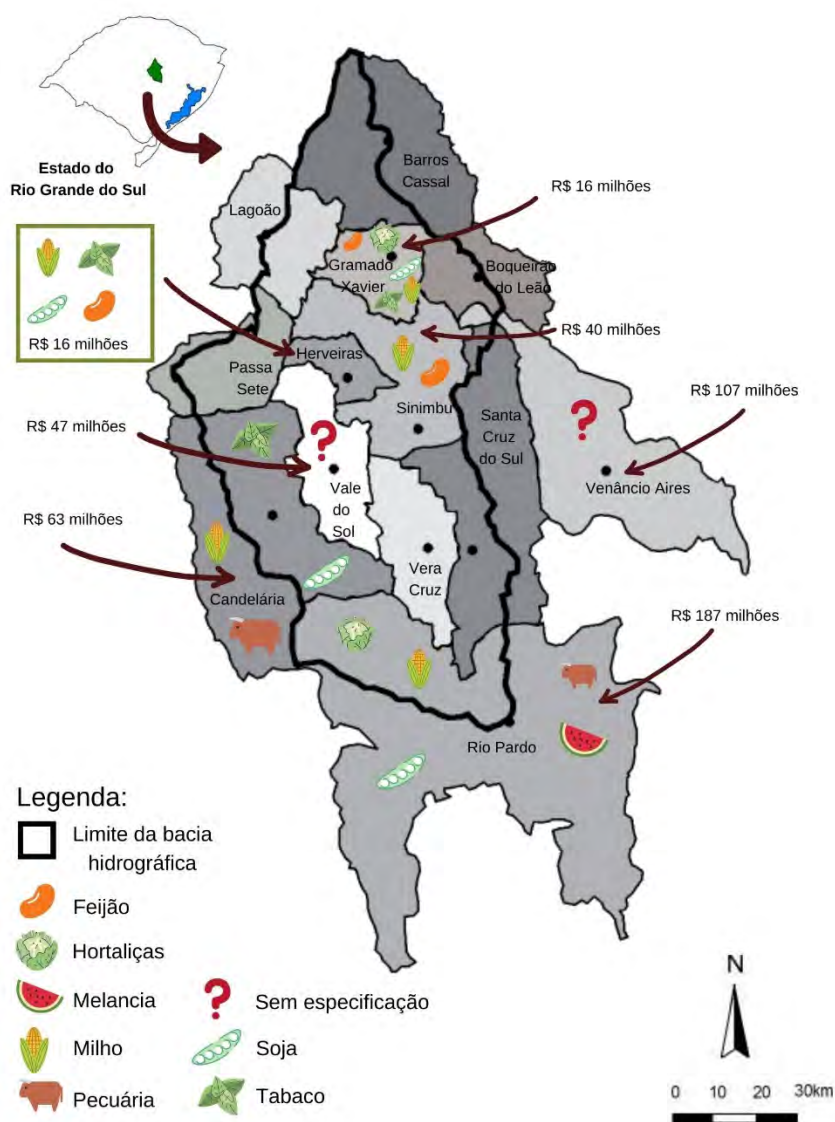 Estado do
Rio Grande do Sul
Barros
Cassal
R$ 16 milhões
Lagoão
Gramado
Xavier
Boqueirão
do Leão
R$ 16 milhões
R$ 40 milhões
Passa
Sete
Herveiras
Sinimbu
Santa
Cruz
do Sul
?
?
R$ 107 milhões
R$ 47 milhões
Vale
do
Sol
Venâncio Aires
R$ 63 milhões
Vera
Cruz
Candelária
R$ 187 milhões
Rio Pardo
Legenda:
Limite da bacia
hidrográfica
Feijão
Hortaliças
Melancia
? Sem especificação
Milho
Soja
Pecuária
Tabaco
N
0 10 20 30km